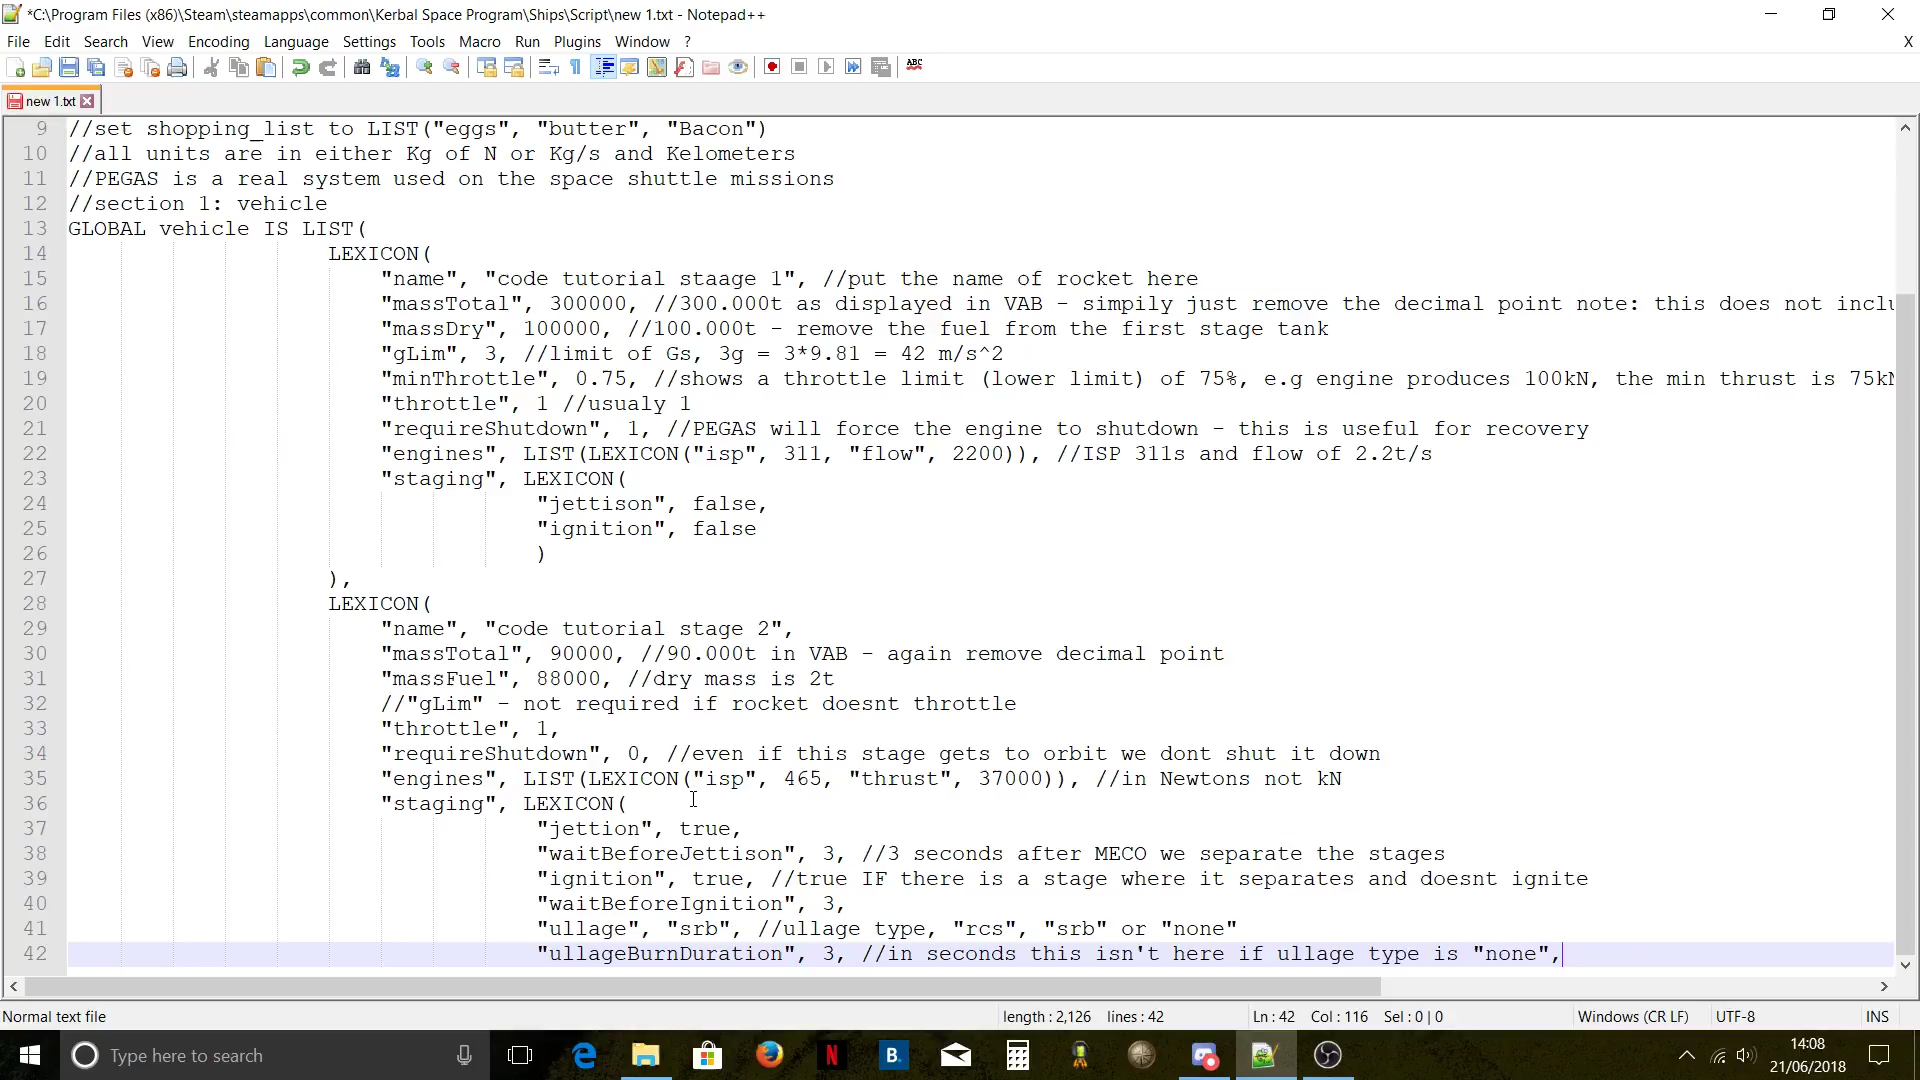 *C:\Program Files (x86)\Steam\steamapps\common\Kerbal Space Program\Ships\Script\new 1.txt - Notepad++
File Edit Search View Encoding Language Settings Tools Macro Run Plugins Window ? X
ABC
new 1.txt
9 //set shopping_list to LIST("eggs", "butter", "Bacon")
10 //all units are in either Kg of N or Kg/s and Kelometers
11 //PEGAS is a real system used on the space shuttle missions
12 //section 1: vehicle
13 GLOBAL vehicle IS LIST(
14 LEXICON(
15 "name", "code tutorial staage 1", //put the name of rocket here
16 "massTotal", 300000, //300.000t as displayed in VAB - simpily just remove the decimal point note: this does not inclu
17 "massDry", 100000, //100.000t - remove the fuel from the first stage tank
18 "gLim", 3, //limit of Gs, 3g = 3*9.81 = 42 m/s^2
19 "minThrottle", 0.75, //shows a throttle limit (lower limit) of 75%, e.g engine produces 100kN, the min thrust is 75kN
20 "throttle", 1 //usualy 1
21 "requireShutdown", 1, //PEGAS will force the engine to shutdown - this is useful for recovery
22 "engines", LIST(LEXICON("isp", 311, "flow", 2200)), //ISP 311s and flow of 2.2t/s
23 "staging", LEXICON(
24 "jettison", false,
25 "ignition", false
26 )
27 ),
28 LEXICON(
29 "name", "code tutorial stage 2",
30 "massTotal", 90000, //90.000t in VAB - again remove decimal point
31 "massFuel", 88000, //dry mass is 2t
32 //"gLim" - not required if rocket doesnt throttle
33 "throttle", 1,
34 "requireShutdown", 0, //even if this stage gets to orbit we dont shut it down
35 "engines", LIST(LEXICON("isp", 465, "thrust", 37000)), //in Newtons not kN
36 "staging", LEXICON(
37 "jettion", true,
38 "waitBeforeJettison", 3, //3 seconds after MECO we separate the stages
39 "ignition", true, //true IF there is a stage where it separates and doesnt ignite
40 "waitBeforeIgnition", 3,
41 "ullage", "srb", //ullage type, "rcs", "srb" or "none"
42 "ullageBurnDuration", 3, //in seconds this isn't here if ullage type is "none",
Normal text file length : 2,126 lines : 42 Ln : 42 Col : 116 Sel : 0 | 0 Windows (CR LF) UTF-8 INS
Type here to search N B. 14:08
21/06/2018